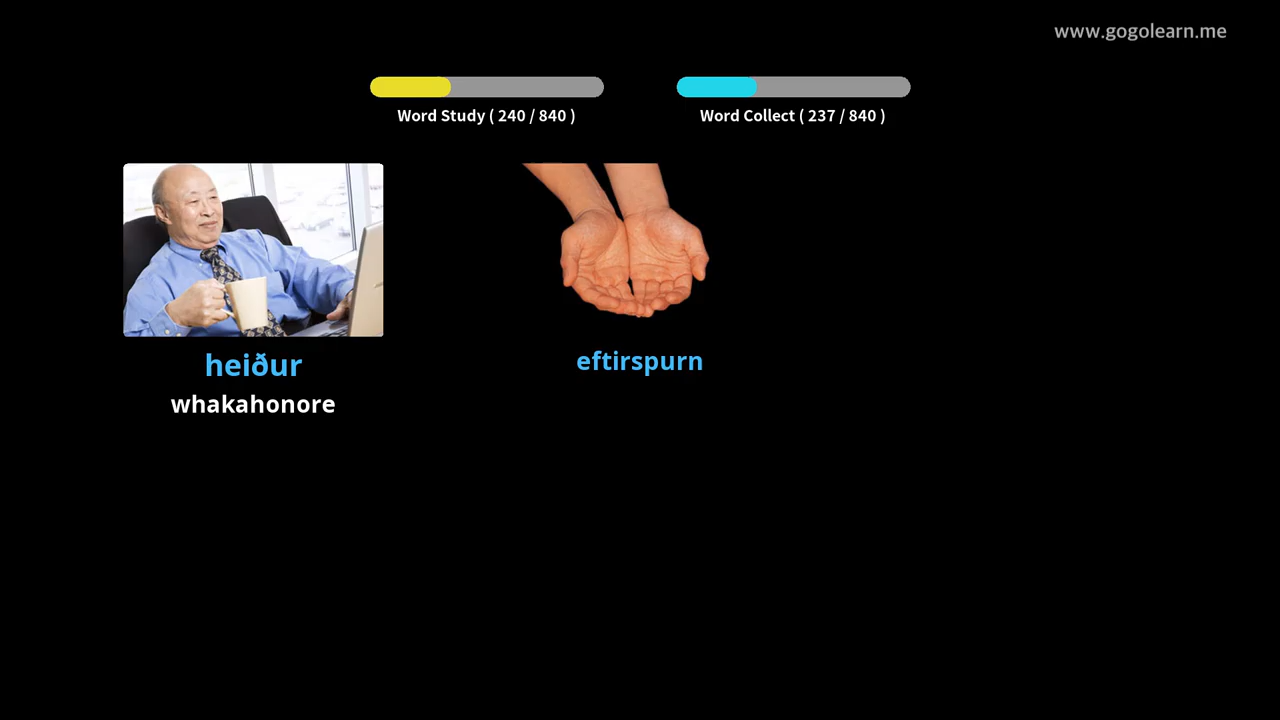 www.gogolearn.me
Word Study ( 240 / 840 )
Word Collect ( 237 / 840 )
heiður
whakahonore
eftirspurn